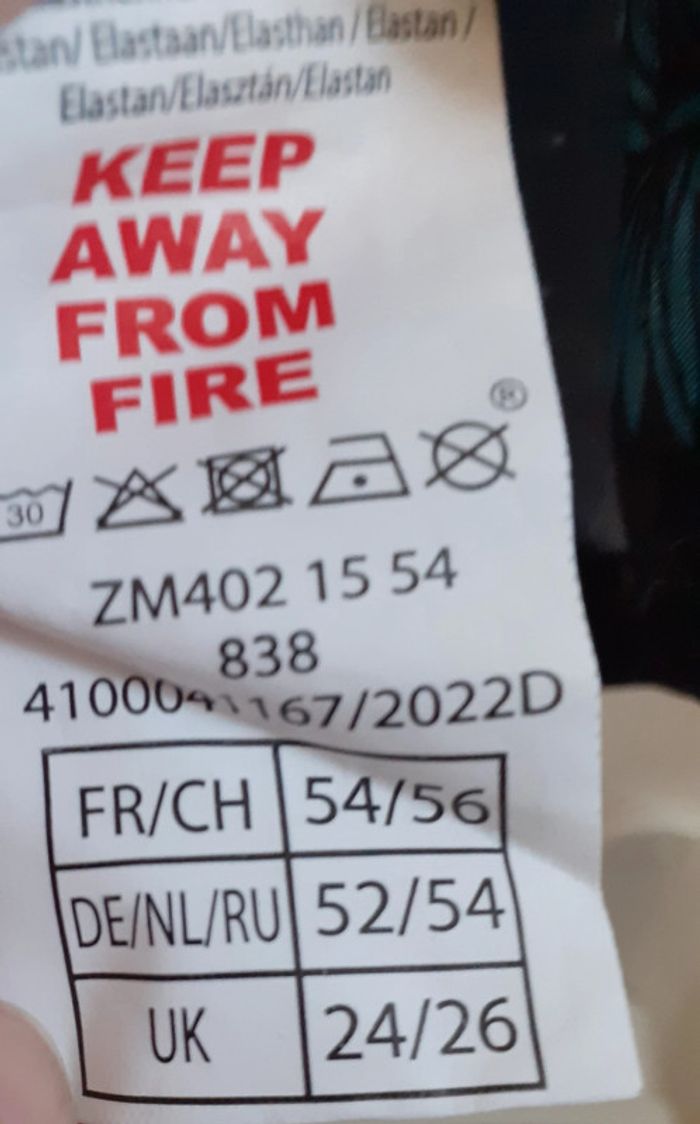 Elastaan/Elasthan / Elastan /
Elastan/Elasztán/Elastan
KEEP
AWAY
FROM
FIRE
®
30
ZM402 15 54
838
/2022D
FR/CH 54/56
DE/NL/RU 52/54
UK 24/26